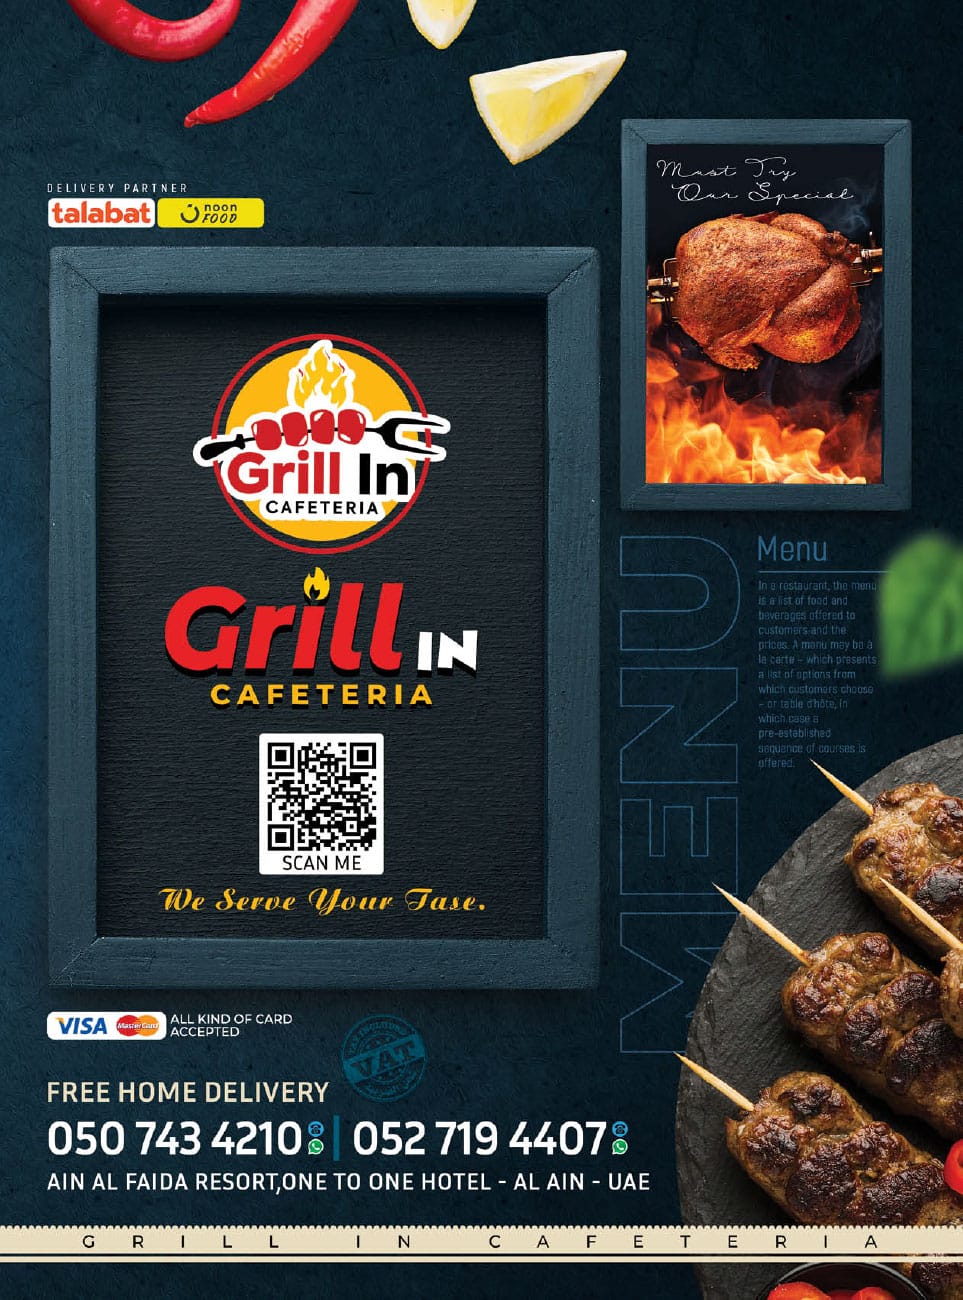 DELIVERY PARTNER
talabat
noon
FOOD
Must Try
Our Special
Grill In
CAFETERIA
Grill IN
CAFETERIA
SCAN ME
We Serve Your Tase.
MENU
Menu
In a restaurant, the menu
is a list of food and
beverages offered to
customers and the
prices. A menu may be à
la carte – which presents
a list of options from
which customers choose
– or table d'hôte, in
which case a
pre-established
sequence of courses is
offered.
VISA
MasterCard
ALL KIND OF CARD
ACCEPTED
VAT
FREE HOME DELIVERY
050 743 4210 | 052 719 4407
AIN AL FAIDA RESORT,ONE TO ONE HOTEL - AL AIN - UAE
GRILL IN CAFETERIA